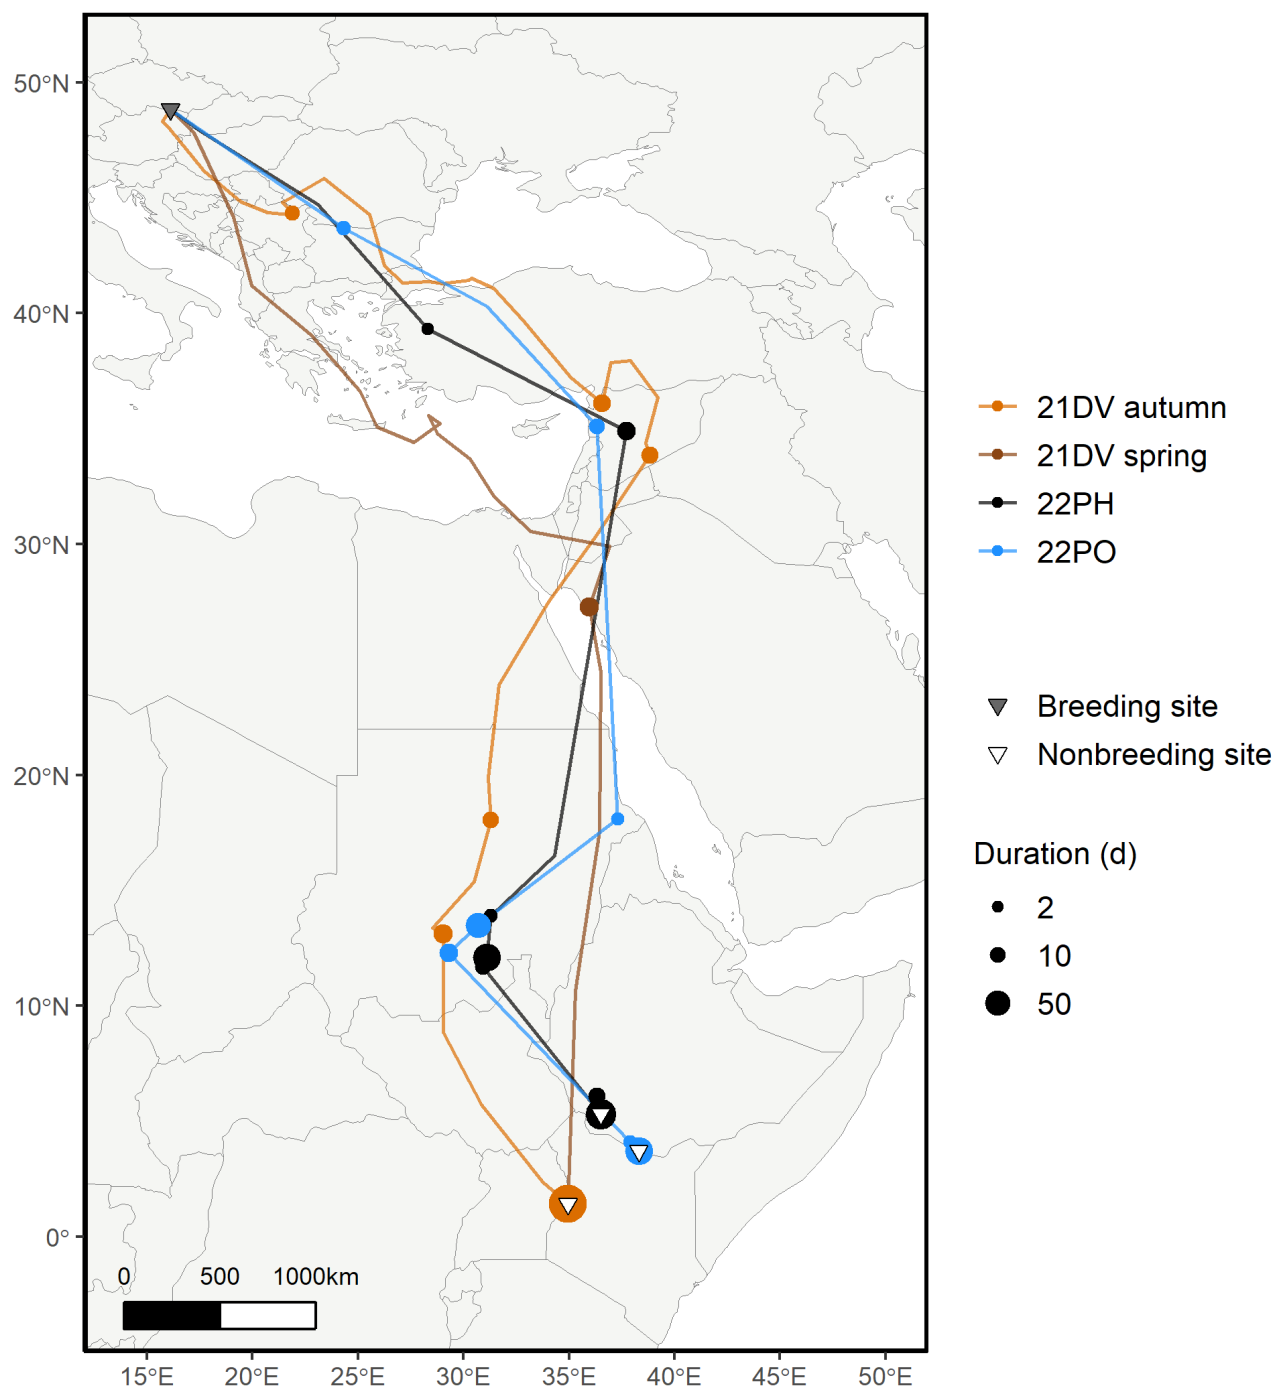 50°N
40°N
30°N
20°N
10°N
0°
15°E 20°E 25°E 30°E 35°E 40°E 45°E 50°E
0 500 1000km
21DV autumn
21DV spring
22PH
22PO
Breeding site
Nonbreeding site
Duration (d)
2
10
50